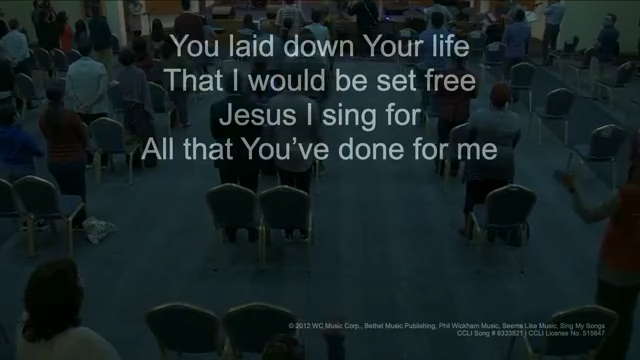 You laid down Your life
That I would be set free
Jesus I sing for
All that You've done for me
© 2012 WC Music Corp., Bethel Music Publishing, Phil Wickham Music, Seems Like Music, Sing My Songs
CCLI Song # 6333821 | CCLI License No. 515647